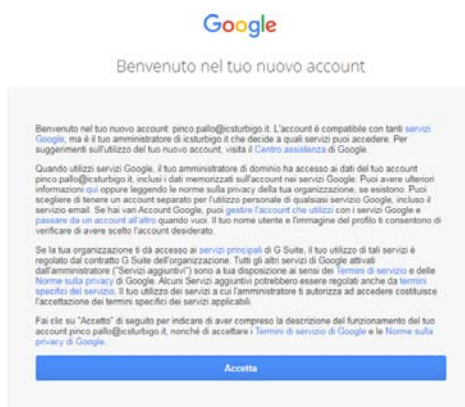 Google
Benvenuto nel tuo nuovo account
Benvenuto nel tuo nuovo account: pinco.pallo@icsturbigo.it. L'account è compatibile con tanti servizi
Google, ma è il tuo amministratore di icsturbigo.it che decide a quali servizi puoi accedere. Per
suggerimenti sull'utilizzo del tuo nuovo account, visita il Centro assistenza di Google.
Quando utilizzi servizi Google, il tuo amministratore di dominio ha accesso ai dati del tuo account
pinco.pallo@icsturbigo.it, inclusi i dati memorizzati sull'account nei servizi Google. Puoi avere ulteriori
informazioni qui oppure leggendo le norme sulla privacy della tua organizzazione, se esistono. Puoi
scegliere di tenere un account separato per l'utilizzo personale di qualsiasi servizio Google, incluso il
servizio email. Se hai vari Account Google, puoi gestire l'account che utilizzi con i servizi Google e
passare da un account all'altro quando vuoi. Il tuo nome utente e l'immagine del profilo ti consentono di
verificare di avere scelto l'account desiderato.
Se la tua organizzazione ti dà accesso ai servizi principali di G Suite, il tuo utilizzo di tali servizi è
regolato dal contratto G Suite dell'organizzazione. Tutti gli altri servizi di Google attivati
dall'amministratore ("Servizi aggiuntivi") sono a tua disposizione ai sensi dei Termini di servizio e delle
Norme sulla privacy di Google. Alcuni Servizi aggiuntivi potrebbero essere regolati anche da termini
specifici del servizio. Il tuo utilizzo dei servizi a cui l'amministratore ti autorizza ad accedere costituisce
l'accettazione dei termini specifici dei servizi applicabili.
Fai clic su "Accetto" di seguito per indicare di aver compreso la descrizione del funzionamento del tuo
account pinco.pallo@icsturbigo.it, nonché di accettare i Termini di servizio di Google e le Norme sulla
privacy di Google.
Accetta